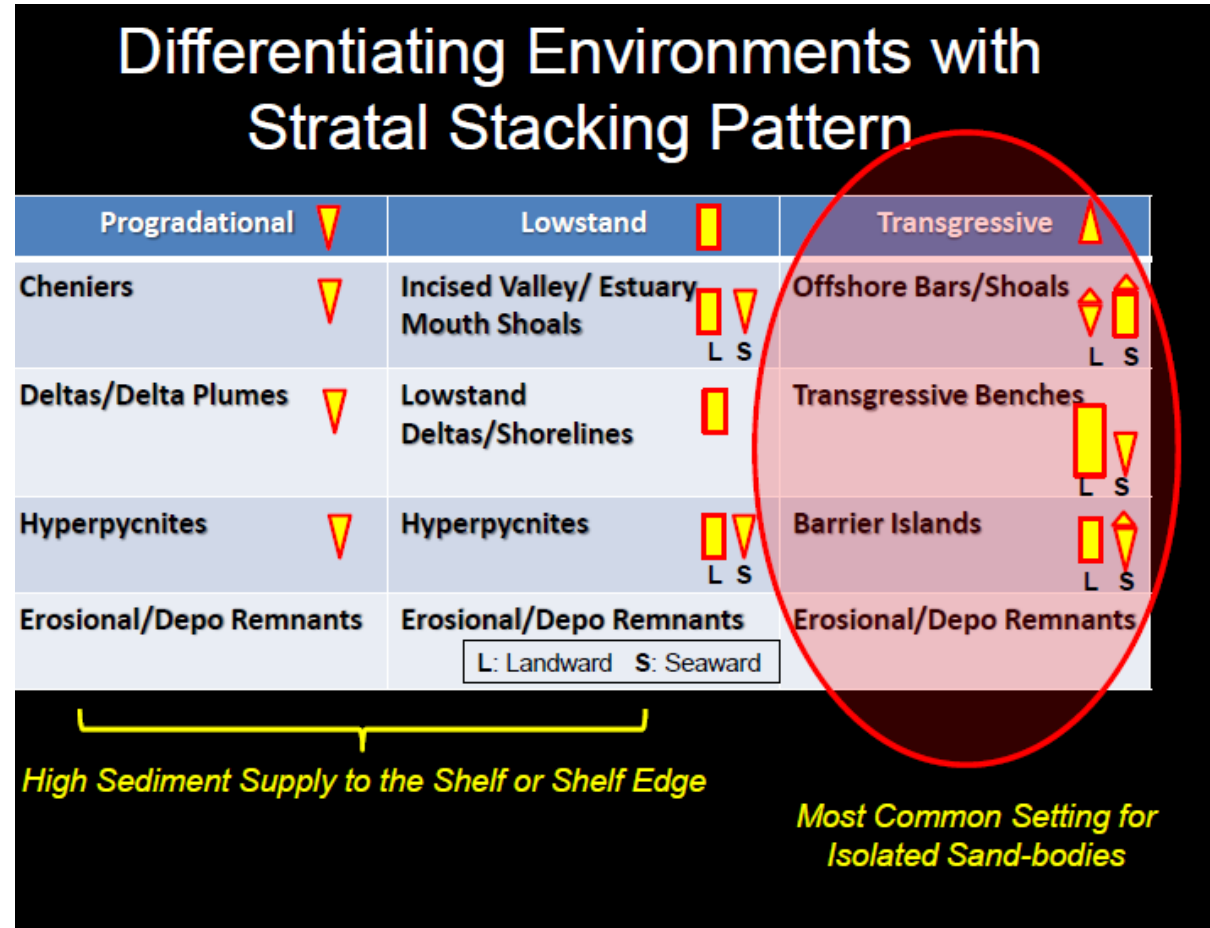 Differentiating Environments with
Stratal Stacking Pattern
Progradational
Lowstand
Transgressive
Cheniers
Incised Valley/ Estuary
Mouth Shoals
L S
Offshore Bars/Shoals
L S
Deltas/Delta Plumes
Lowstand
Deltas/Shorelines
Transgressive Benches
L S
Hyperpycnites
Hyperpycnites
L S
Barrier Islands
L S
Erosional/Depo Remnants
Erosional/Depo Remnants
Erosional/Depo Remnants
L: Landward S: Seaward
High Sediment Supply to the Shelf or Shelf Edge
Most Common Setting for
Isolated Sand-bodies